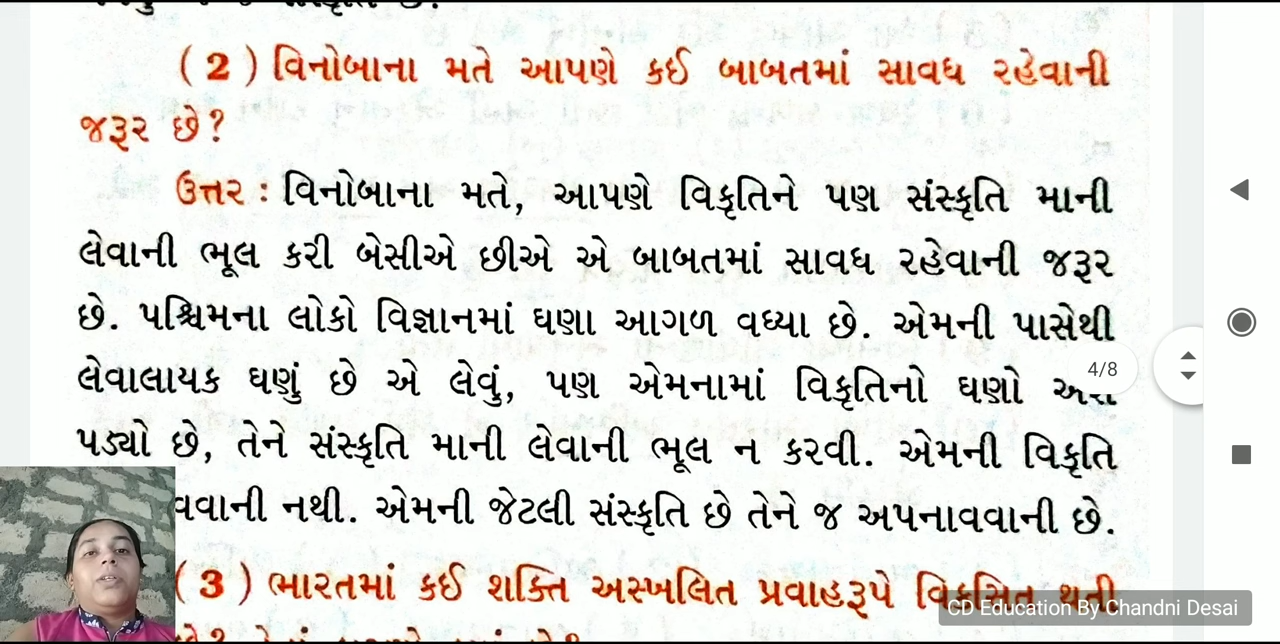 (2) વિનોબાના મતે આપણે કઈ બાબતમાં સાવધ રહેવાની
જરૂર છે?
ઉત્તર : વિનોબાના મતે, આપણે વિકૃતિને પણ સંસ્કૃતિ માની
લેવાની ભૂલ કરી બેસીએ છીએ એ બાબતમાં સાવધ રહેવાની જરૂર
છે. પશ્ચિમના લોકો વિજ્ઞાનમાં ઘણા આગળ વધ્યા છે. એમની પાસેથી
લેવાલાયક ઘણું છે એ લેવું, પણ એમનામાં વિકૃતિનો ઘણો
4/8
પડ્યો છે, તેને સંસ્કૃતિ માની લેવાની ભૂલ ન કરવી. એમની વિકૃતિ
વવાની નથી. એમની જેટલી સંસ્કૃતિ છે તેને જ અપનાવવાની છે.
(3) ભારતમાં કઈ શક્તિ અસ્ખલિત પ્રવાહરૂપે વિકસિત થતી
CD Education By Chandni Desai